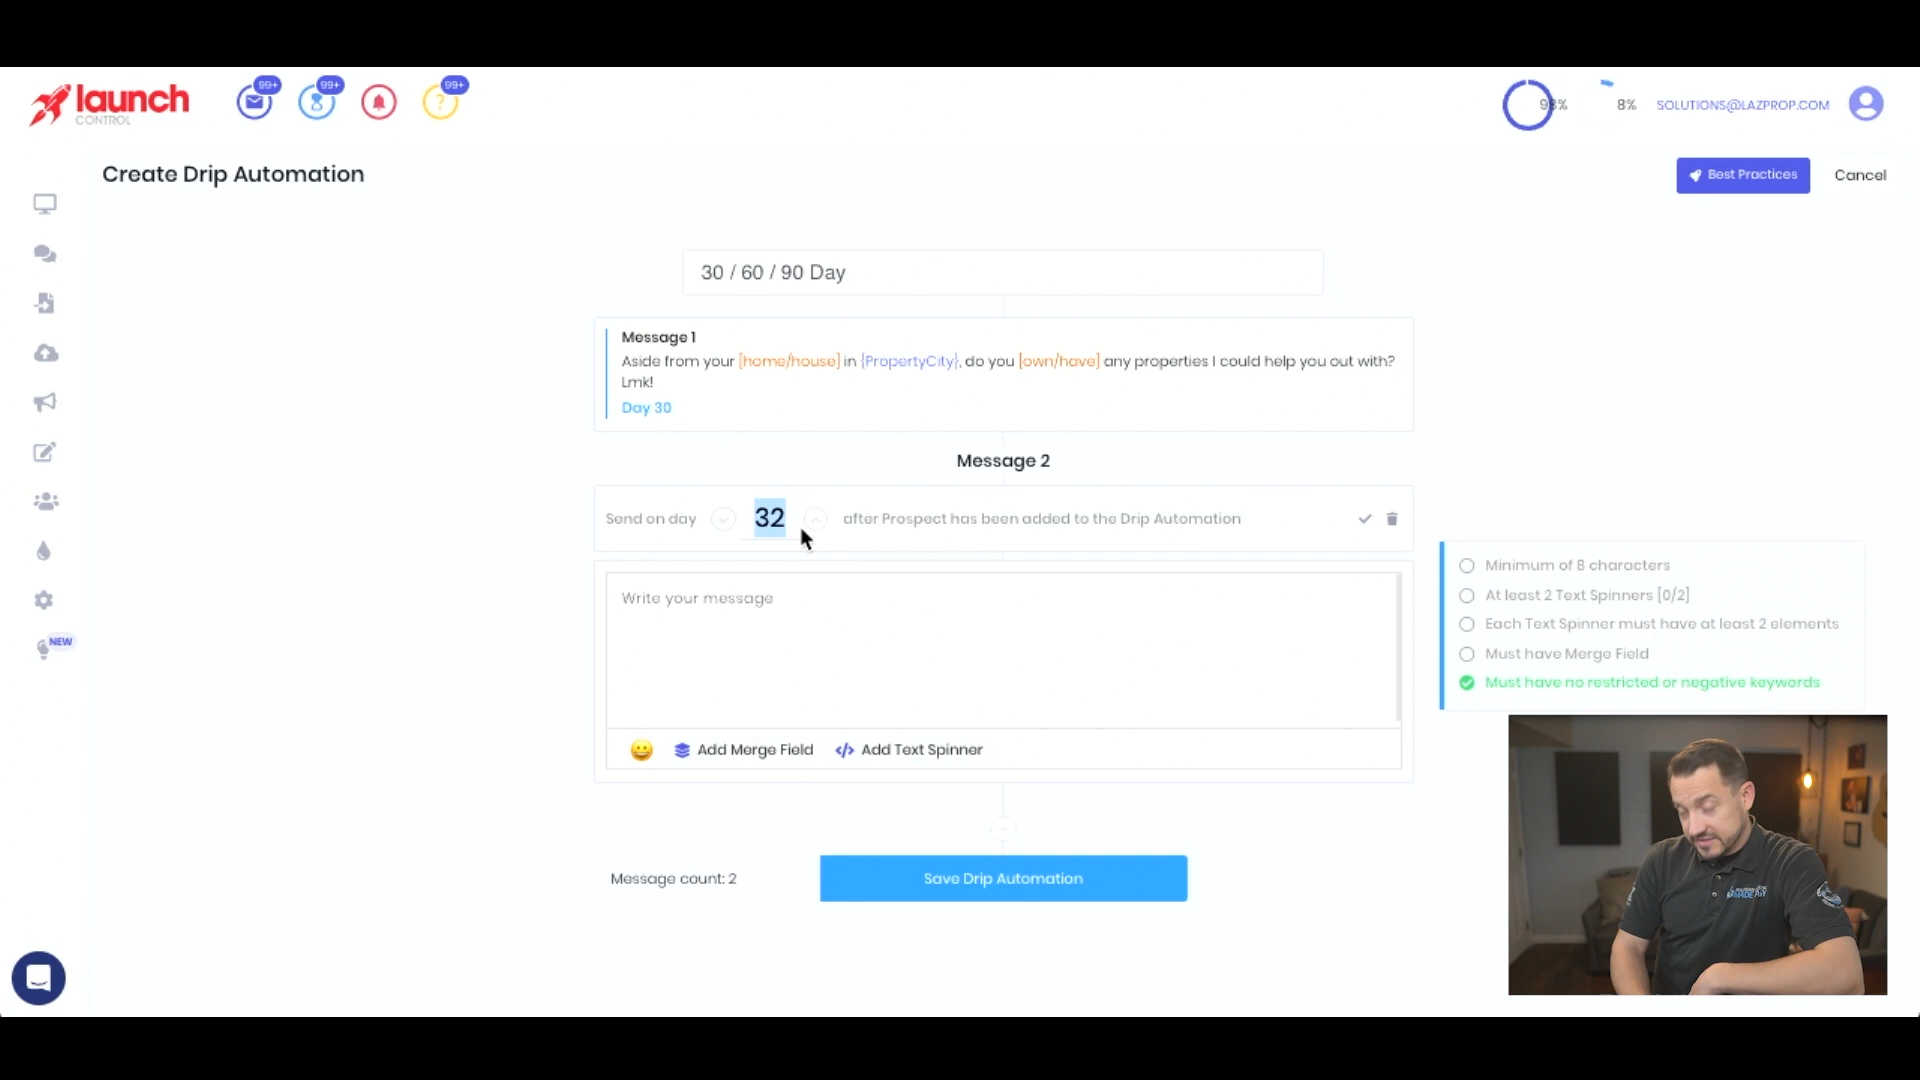 launch
CONTROL
99+
99+
99+
?
8%
SOLUTIONS@LAZPROP.COM
Create Drip Automation
Best Practices
Cancel
30 / 60 / 90 Day
Message 1
Aside from your [home/house] in {PropertyCity}, do you [own/have] any properties I could help you out with?
Lmk!
Day 30
Message 2
Send on day 32 after Prospect has been added to the Drip Automation
Write your message
Minimum of 8 characters
At least 2 Text Spinners [0/2]
Each Text Spinner must have at least 2 elements
Must have Merge Field
Must have no restricted or negative keywords
NEW
Add Merge Field
Add Text Spinner
Message count: 2
Save Drip Automation